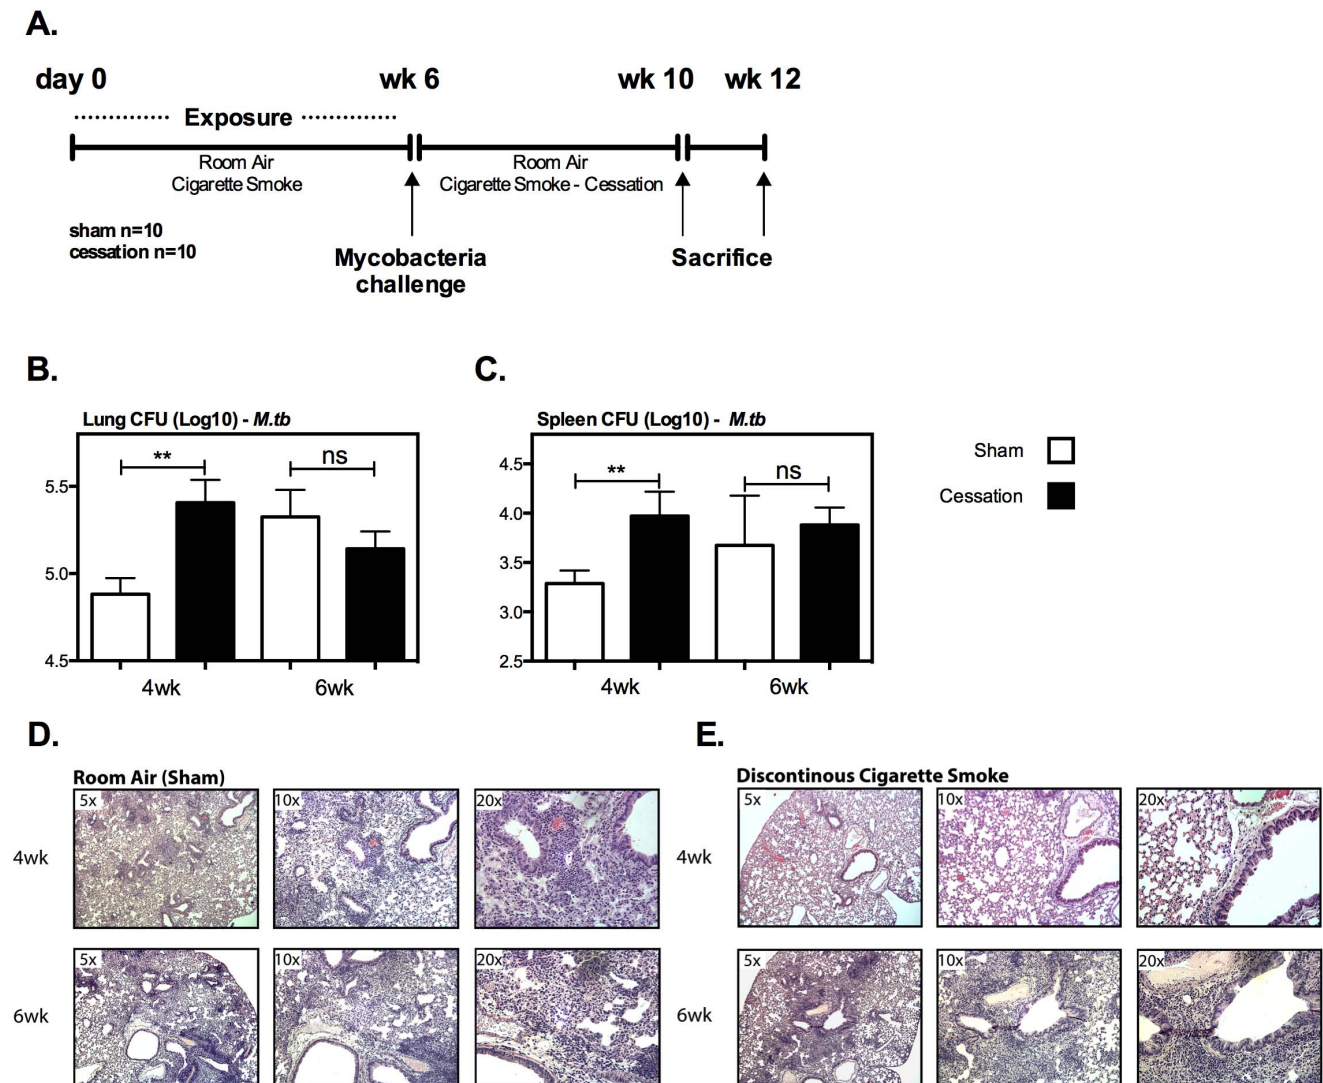 A.
day 0 wk 6 wk 10 wk 12
Exposure
Room Air Room Air
Cigarette Smoke Cigarette Smoke - Cessation
sham n=10
cessation n=10
Mycobacteria
challenge
Sacrifice
B.
C.
Lung CFU (Log10) - M.tb
Spleen CFU (Log10) - M.tb
5.5
5.0
4.5
** ns
4wk 6wk
4.5
4.0
3.5
3.0
2.5
** ns
4wk 6wk
Sham
Cessation
D.
Room Air (Sham)
4wk 5x 10x 20x
6wk 5x 10x 20x
E.
Discontinous Cigarette Smoke
4wk 5x 10x 20x
6wk 5x 10x 20x